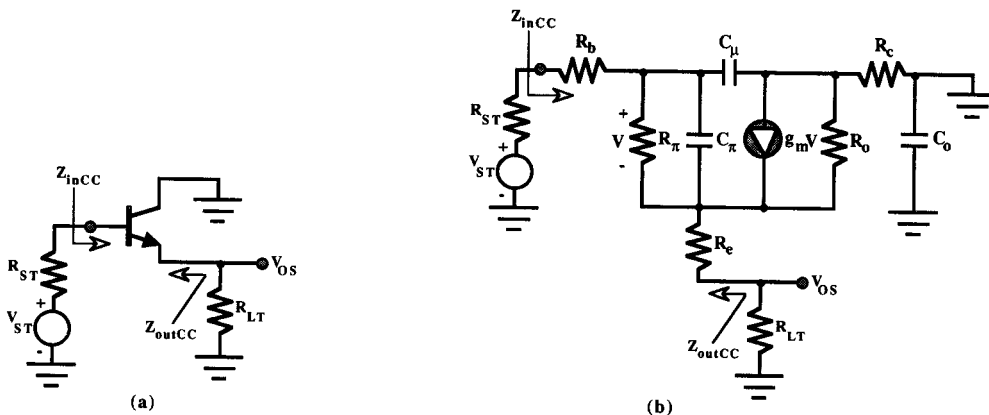 Z_inCC
R_ST
+
V_ST
-
V_OS
R_LT
Z_outCC
(a)
Z_inCC
R_b
C_μ
R_c
R_ST
+
V_ST
-
+
V
-
R_π
C_π
g_m V
R_o
C_o
R_e
V_OS
R_LT
Z_outCC
(b)